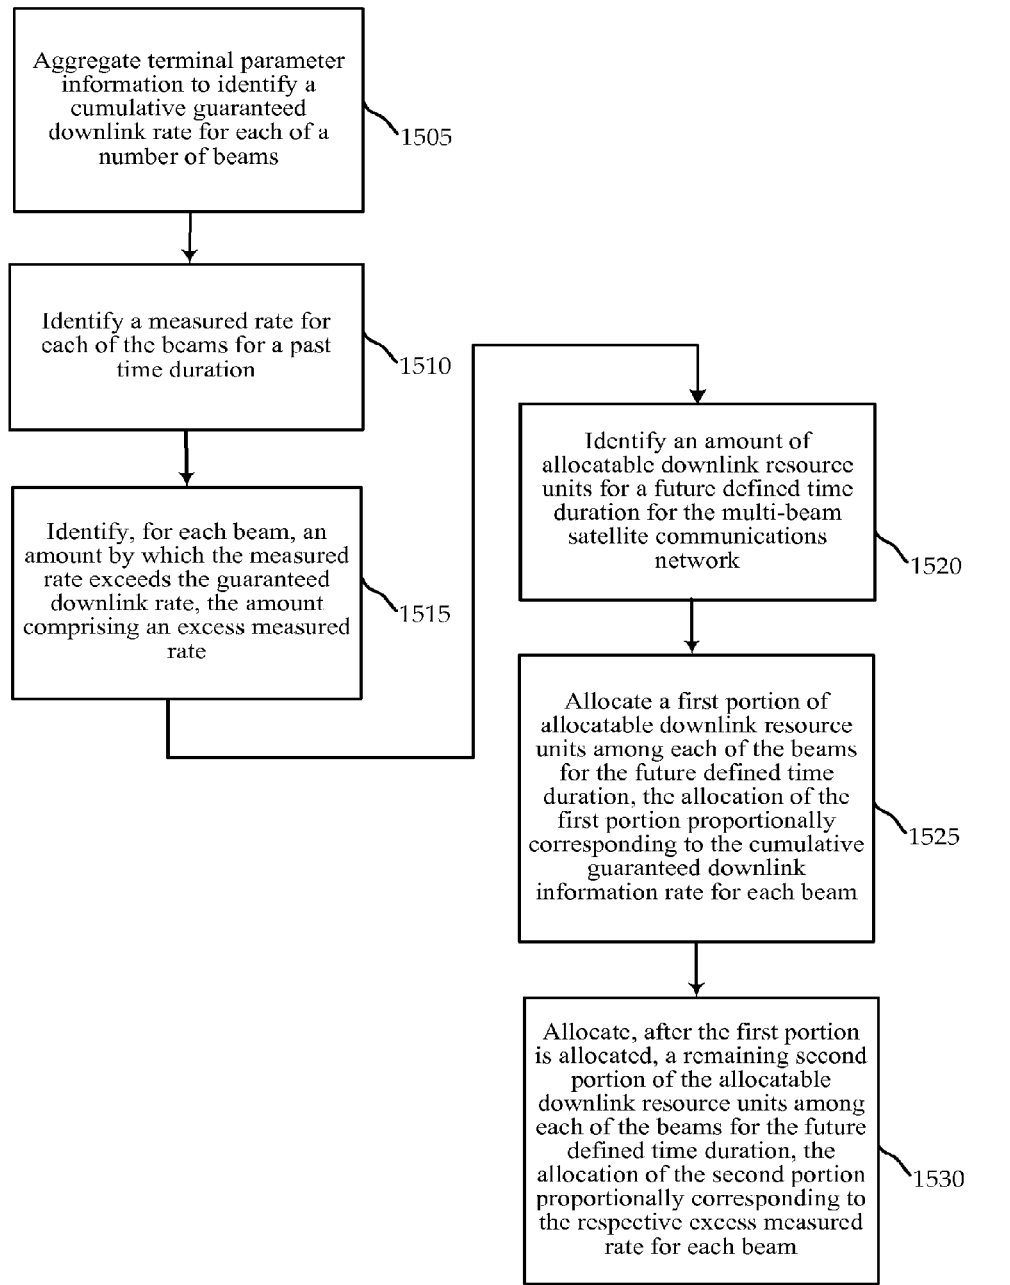 Aggregate terminal parameter
information to identify a
cumulative guaranteed
downlink rate for each of a
number of beams
1505
Identify a measured rate for
each of the beams for a past
time duration
1510
Identify, for each beam, an
amount by which the measured
rate exceeds the guaranteed
downlink rate, the amount
comprising an excess measured
rate
1515
Identify an amount of
allocatable downlink resource
units for a future defined time
duration for the multi-beam
satellite communications
network
1520
Allocate a first portion of
allocatable downlink resource
units among each of the beams
for the future defined time
duration, the allocation of the
first portion proportionally
corresponding to the cumulative
guaranteed downlink
information rate for each beam
1525
Allocate, after the first portion
is allocated, a remaining second
portion of the allocatable
downlink resource units among
each of the beams for the future
defined time duration, the
allocation of the second portion
proportionally corresponding to
the respective excess measured
rate for each beam
1530